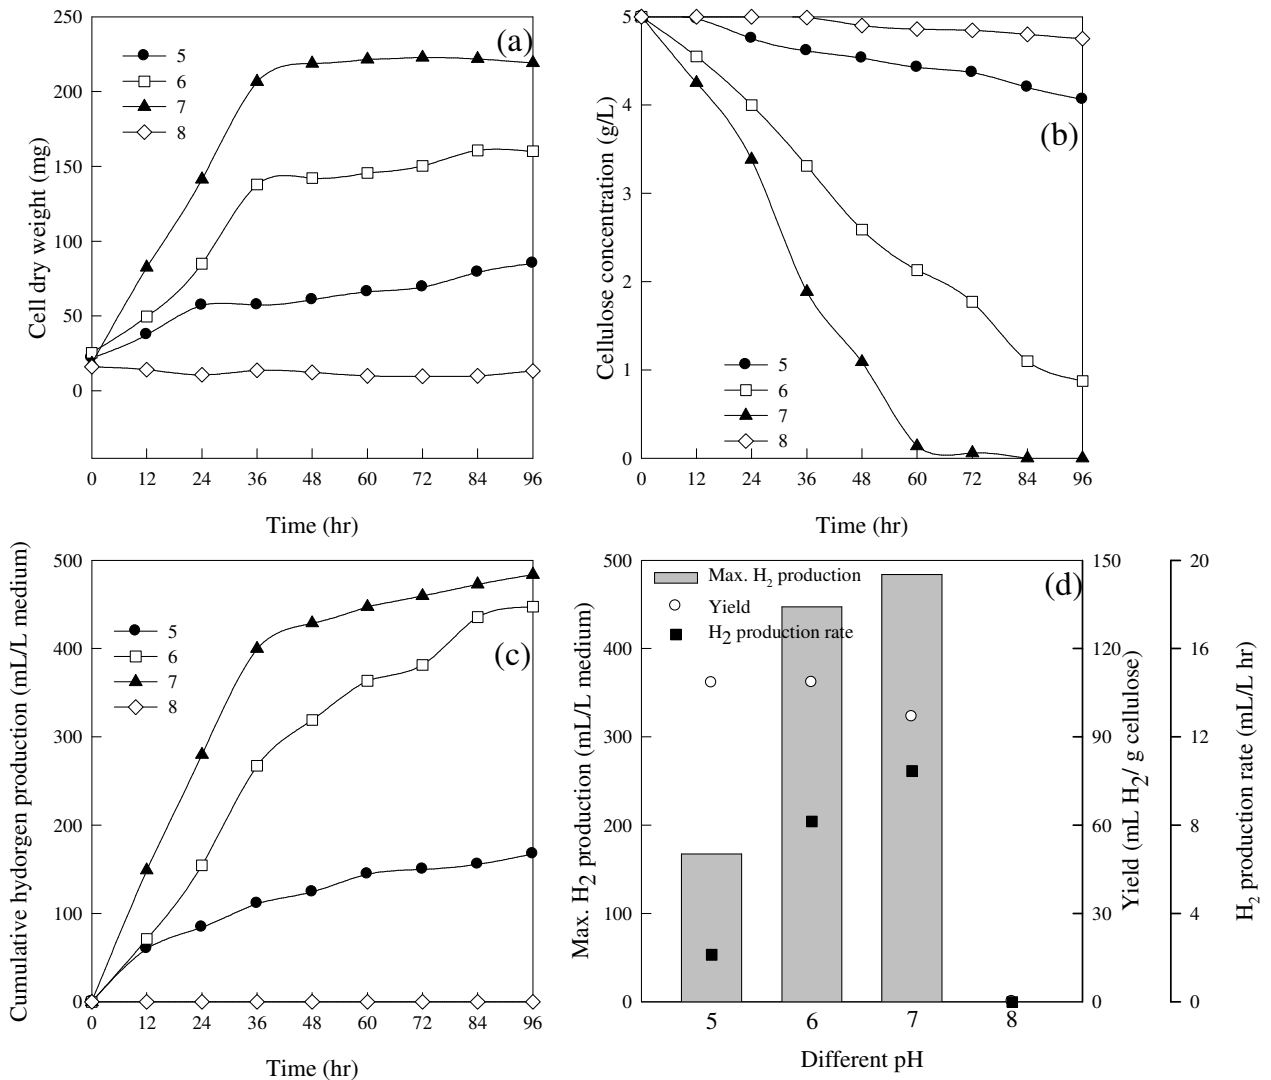 (a)
5
6
7
8
250
200
150
100
50
0
Cell dry weight (mg)
0 12 24 36 48 60 72 84 96
Time (hr)
(b)
5
4
3
2
1
0
Cellulose concentration (g/L)
5
6
7
8
0 12 24 36 48 60 72 84 96
Time (hr)
(c)
500
400
300
200
100
0
Cumulative hydorgen production (mL/L medium)
5
6
7
8
0 12 24 36 48 60 72 84 96
Time (hr)
(d)
500
400
300
200
100
0
Max. H2 production (mL/L medium)
Max. H2 production
Yield
H2 production rate
150
120
90
60
30
0
Yield (mL H2/ g cellulose)
20
16
12
8
4
0
H2 production rate (mL/L hr)
5 6 7 8
Different pH